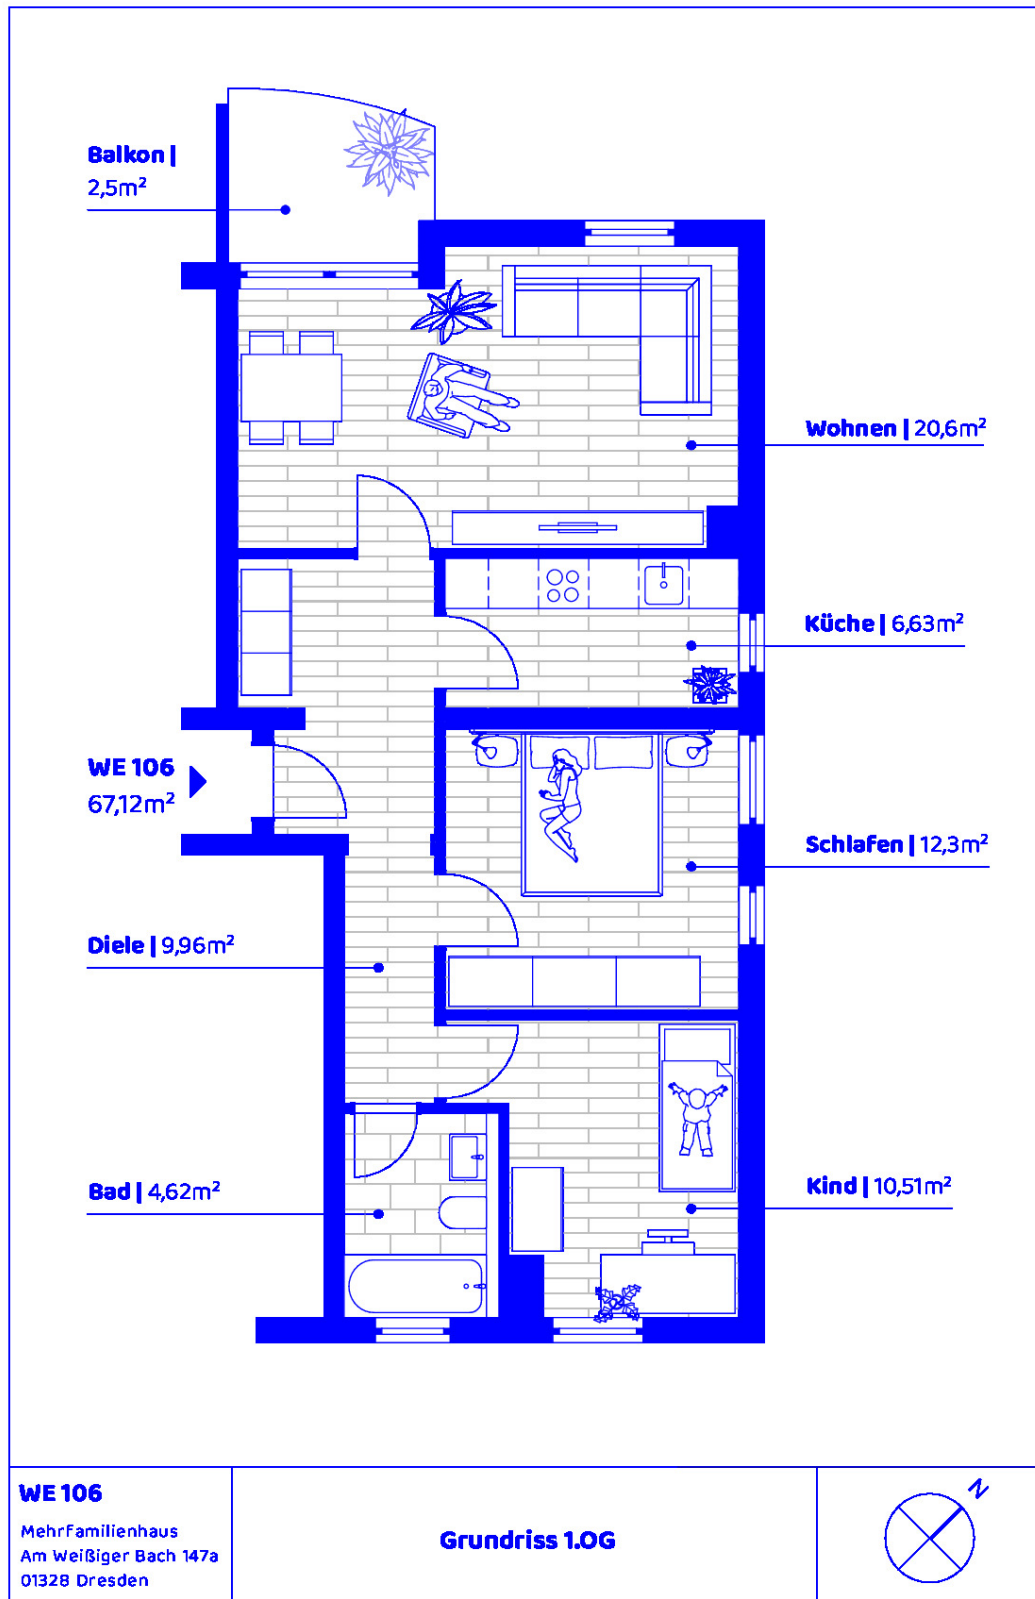 Balkon |
2,5m²
Wohnen | 20,6m²
Küche | 6,63m²
WE 106
67,12m²
Schlafen | 12,3m²
Diele | 9,96m²
Bad | 4,62m²
Kind | 10,51m²
WE 106
Mehrfamilienhaus
Am Weißiger Bach 147a
01328 Dresden
Grundriss 1.OG
N